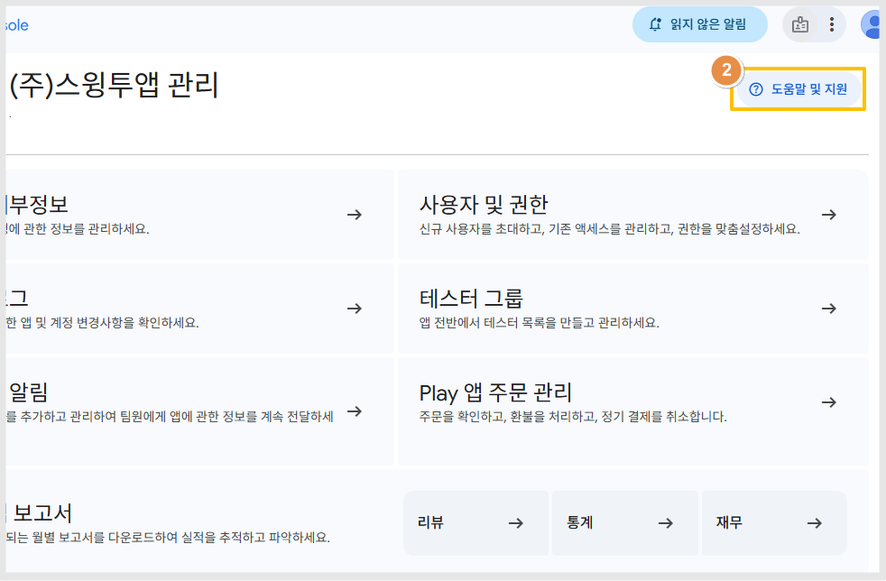 sole
읽지 않은 알림
(주)스윙투앱 관리
2
도움말 및 지원
부정보
에 관한 정보를 관리하세요.
사용자 및 권한
신규 사용자를 초대하고, 기존 액세스를 관리하고, 권한을 맞춤설정하세요.
그
한 앱 및 계정 변경사항을 확인하세요.
테스터 그룹
앱 전반에서 테스터 목록을 만들고 관리하세요.
알림
를 추가하고 관리하여 팀원에게 앱에 관한 정보를 계속 전달하세
Play 앱 주문 관리
주문을 확인하고, 환불을 처리하고, 정기 결제를 취소합니다.
보고서
되는 월별 보고서를 다운로드하여 실적을 추적하고 파악하세요.
리뷰
통계
재무